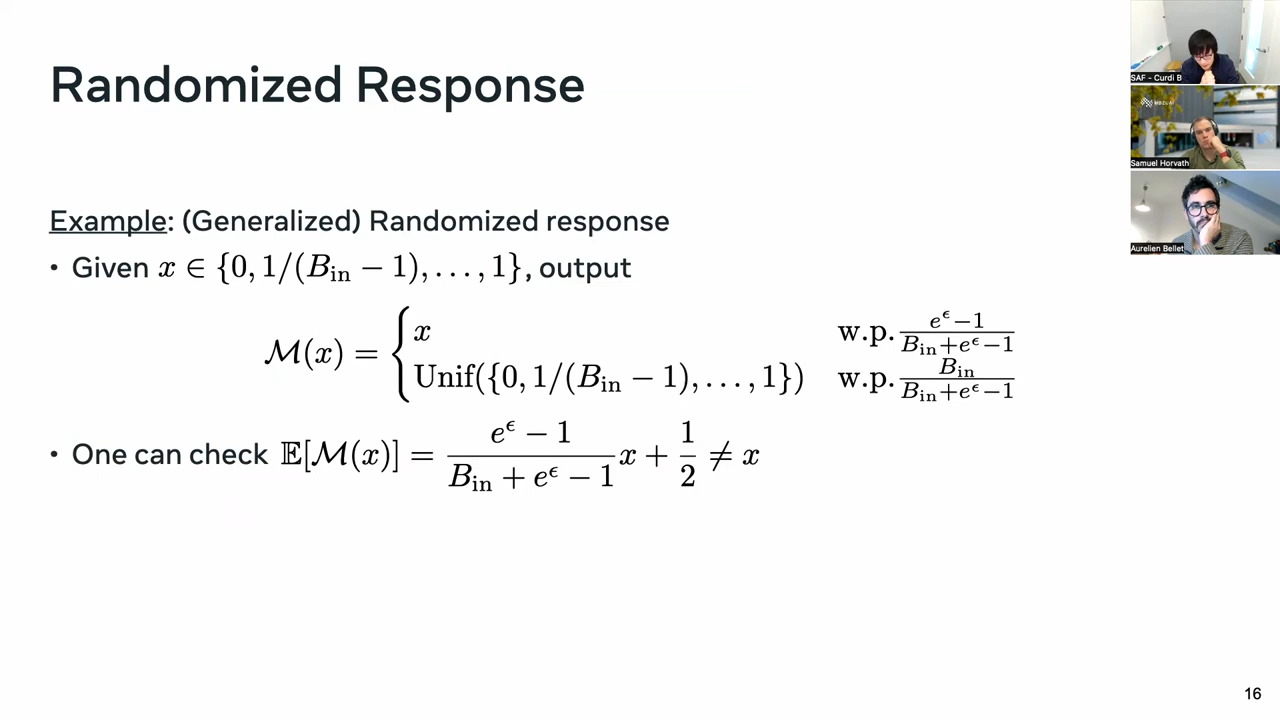 Randomized Response
Example: (Generalized) Randomized response
• Given x ∈ {0, 1/(B_in − 1), …, 1}, output
M(x) = { x w.p. (e^ϵ − 1)/(B_in + e^ϵ − 1)
Unif({0, 1/(B_in − 1), …, 1}) w.p. B_in/(B_in + e^ϵ − 1)
• One can check 𝔼[M(x)] = (e^ϵ − 1)/(B_in + e^ϵ − 1) x + 1/2 ≠ x
16
SAF - Curdi B
Samuel Horvath
Aurelien Bellet